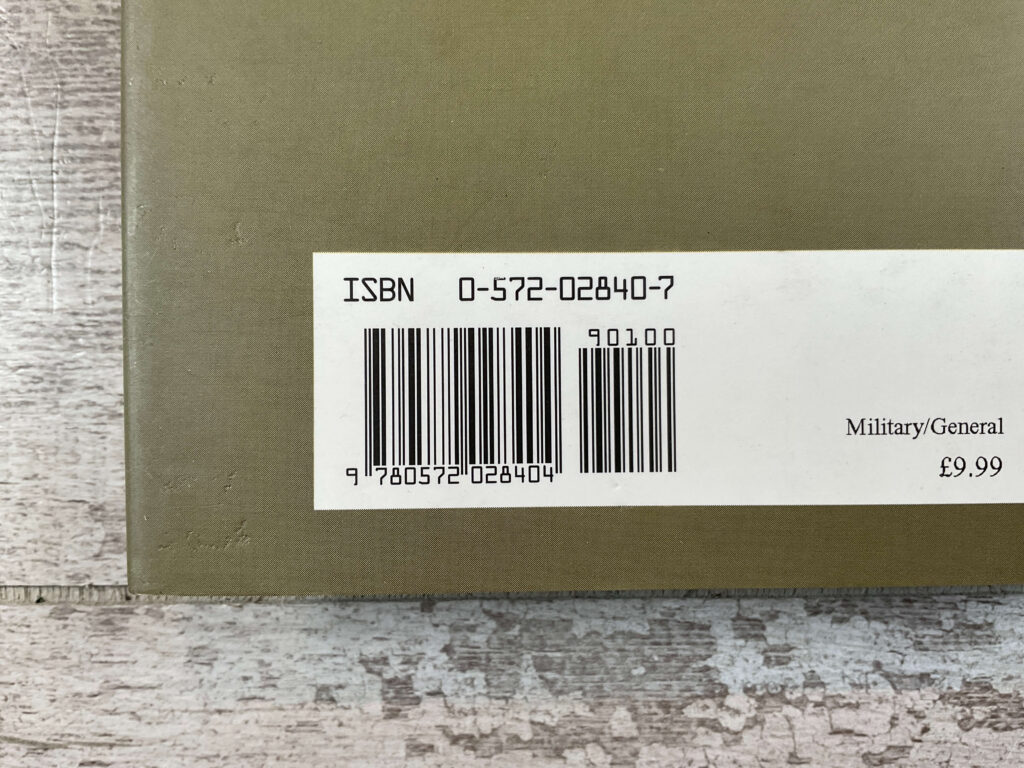 ISBN 0-572-02840-7
90100
9 780572 028404
Military/General
£9.99